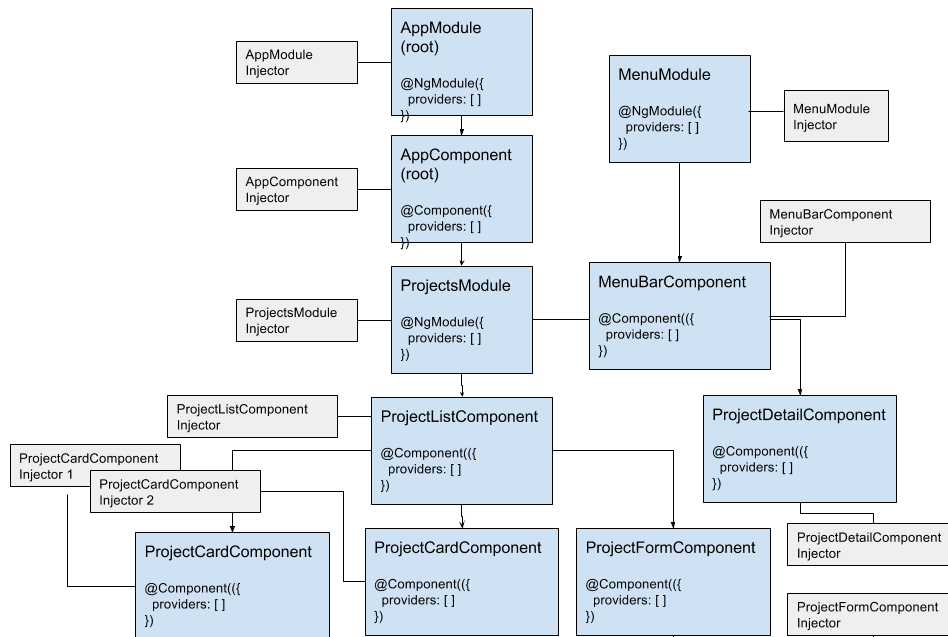 AppModule
(root)
@NgModule({
providers: [ ]
})
AppModule
Injector
MenuModule
@NgModule({
providers: [ ]
})
MenuModule
Injector
AppComponent
(root)
@Component({
providers: [ ]
})
AppComponent
Injector
MenuBarComponent
Injector
ProjectsModule
@NgModule({
providers: [ ]
})
ProjectsModule
Injector
MenuBarComponent
@Component(({
providers: [ ]
})
ProjectListComponent
Injector
ProjectListComponent
@Component(({
providers: [ ]
})
ProjectDetailComponent
@Component(({
providers: [ ]
})
ProjectCardComponent
Injector 1
ProjectCardComponent
Injector 2
ProjectCardComponent
@Component(({
providers: [ ]
})
ProjectCardComponent
@Component(({
providers: [ ]
})
ProjectFormComponent
@Component(({
providers: [ ]
})
ProjectDetailComponent
Injector
ProjectFormComponent
Injector